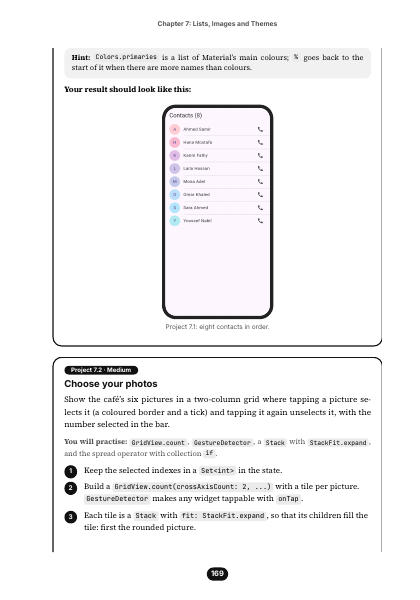 Chapter 7: Lists, Images and Themes
Hint: Colors.primaries is a list of Material's main colours; % goes back to the
start of it when there are more names than colours.
Your result should look like this:
Contacts (8)
A Ahmed Samir
H Hana Mostafa
K Karim Fathy
L Laila Hassan
M Mona Adel
O Omar Khaled
S Sara Ahmed
Y Youssef Nabil
Project 7.1: eight contacts in order.
Project 7.2 · Medium
Choose your photos
Show the café's six pictures in a two-column grid where tapping a picture se-
lects it (a coloured border and a tick) and tapping it again unselects it, with the
number selected in the bar.
You will practise: GridView.count, GestureDetector, a Stack with StackFit.expand,
and the spread operator with collection if.
1 Keep the selected indexes in a Set<int> in the state.
2 Build a GridView.count(crossAxisCount: 2, ...) with a tile per picture.
GestureDetector makes any widget tappable with onTap.
3 Each tile is a Stack with fit: StackFit.expand, so that its children fill the
tile: first the rounded picture.
169